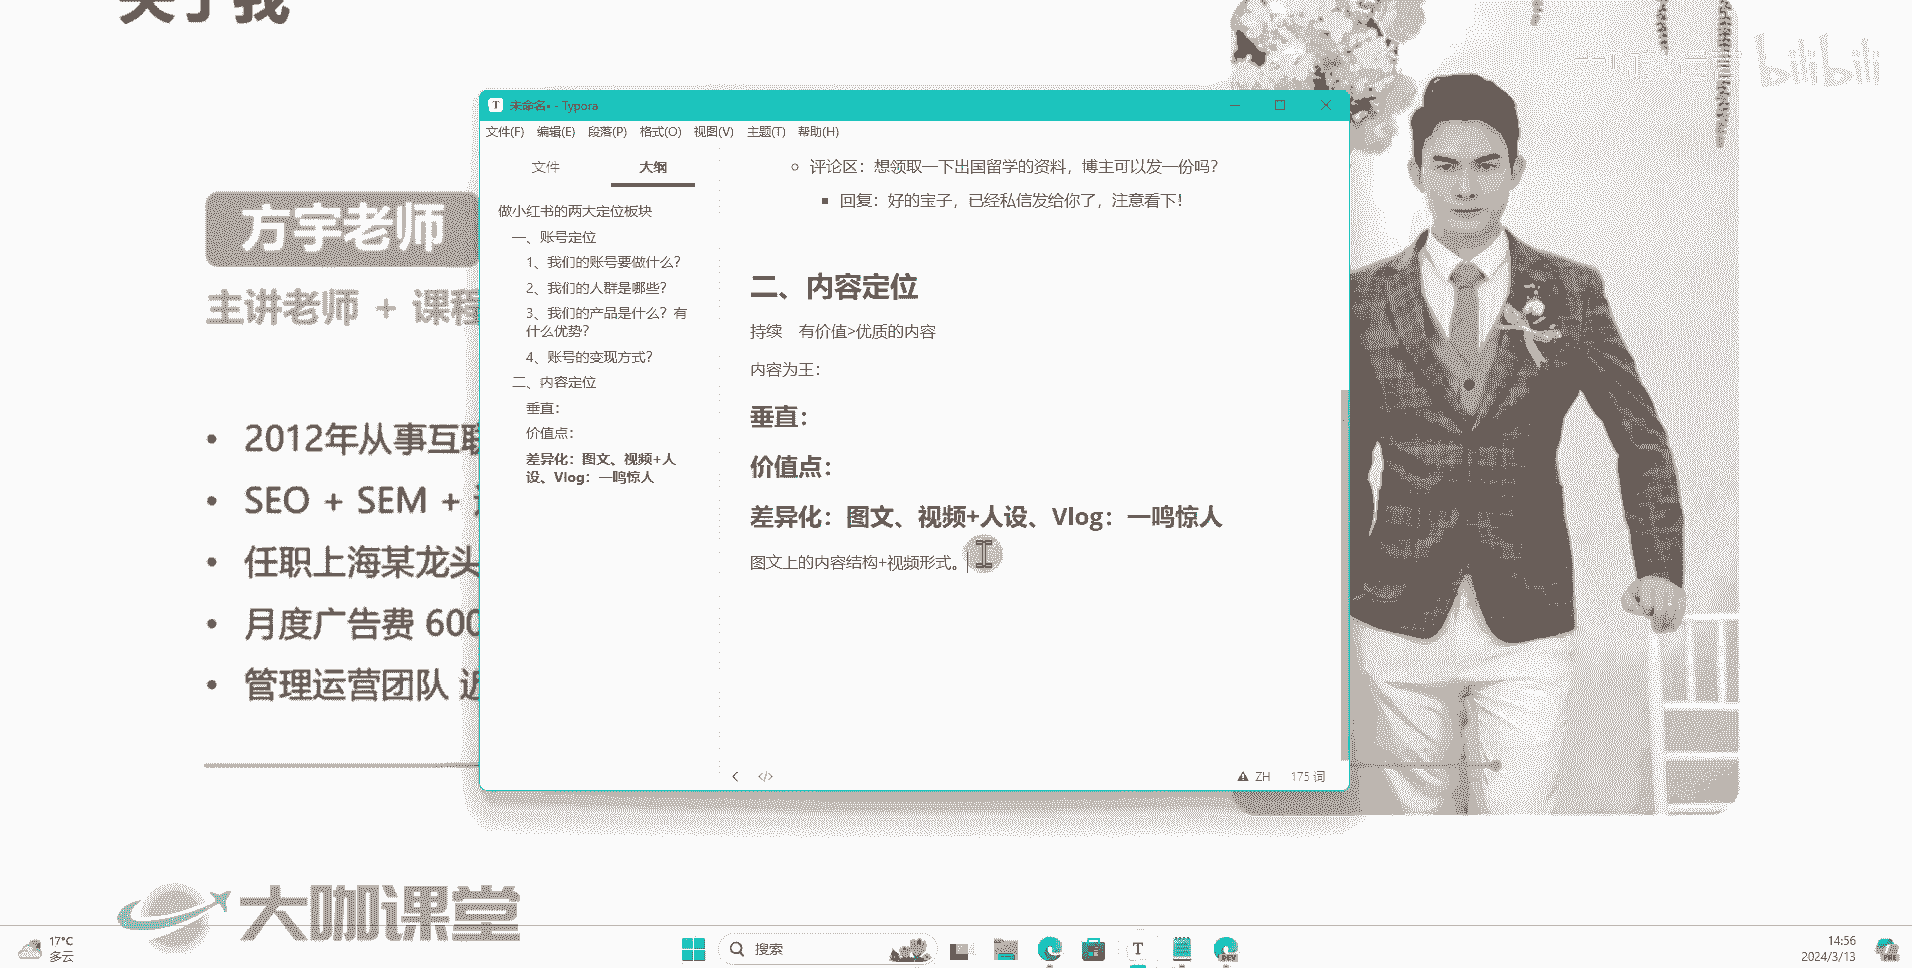 关于我
bilibili
未命名• - Typora
文件(F) 编辑(E) 段落(P) 格式(O) 视图(V) 主题(T) 帮助(H)
文件 大纲
做小红书的两大定位板块
一、账号定位
1、我们的账号要做什么？
2、我们的人群是哪些？
3、我们的产品是什么？有
什么优势？
4、账号的变现方式？
二、内容定位
垂直：
价值点：
差异化：图文、视频+人
设、Vlog：一鸣惊人
评论区：想领取一下出国留学的资料，博主可以发一份吗？
回复：好的宝子，已经私信发给你了，注意看下！
二、内容定位
持续 有价值>优质的内容
内容为王：
垂直：
价值点：
差异化：图文、视频+人设、Vlog：一鸣惊人
图文上的内容结构+视频形式。
ZH 175 词
方宇老师
主讲老师 + 课程
2012年从事互联
SEO + SEM +
任职上海某龙头
月度广告费 600
管理运营团队 近
大咖课堂
17°C
多云
搜索
T
DEV
14:56
2024/3/13
PRE